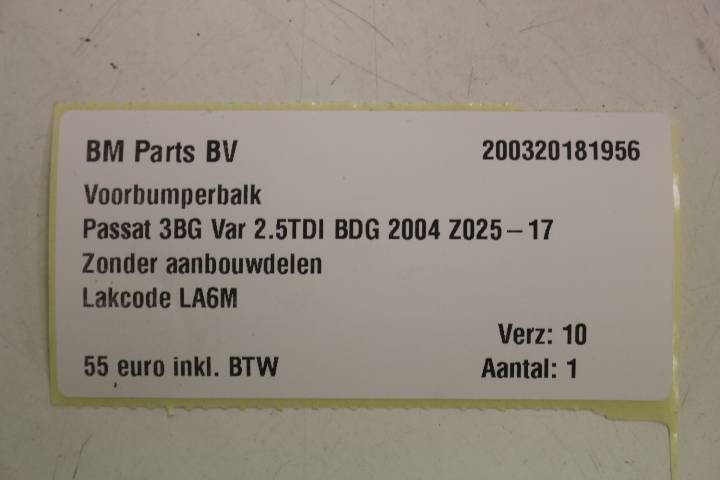 BM Parts BV 200320181956
Voorbumperbalk
Passat 3BG Var 2.5TDI BDG 2004 Z025-17
Zonder aanbouwdelen
Lakcode LA6M
Verz: 10
55 euro inkl. BTW Aantal: 1